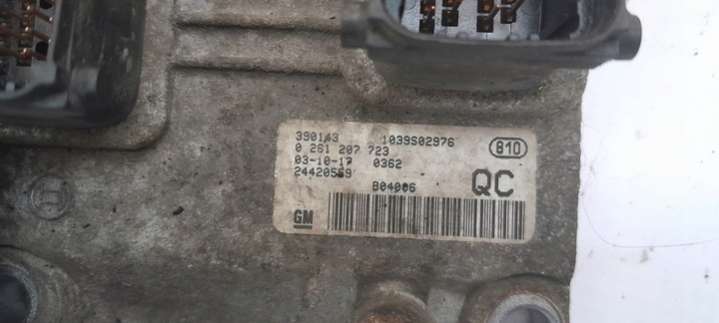 390143 1039S02976
0 261 207 723 B10
03-10-17 0362
24420559 QC
B04006
GM